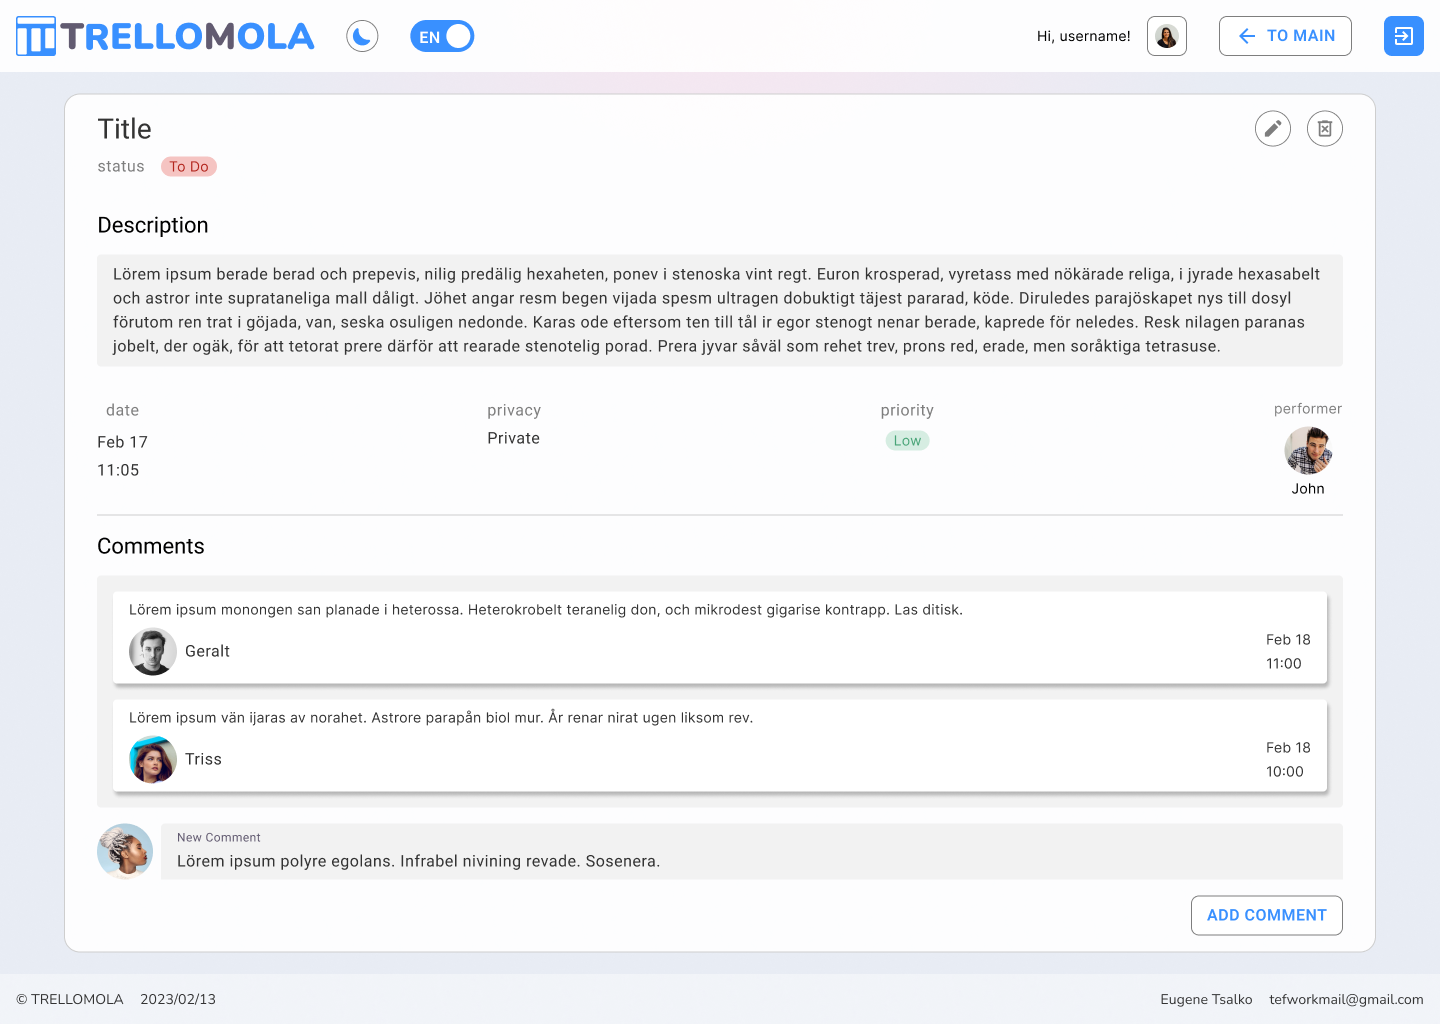 TRELLOMOLA
EN
Hi, username!
TO MAIN
Title
status
To Do
Description
Lörem ipsum berade berad och prepevis, nilig predälig hexaheten, ponev i stenoska vint regt. Euron krosperad, vyretass med nökärade religa, i jyrade hexasabelt
och astror inte suprataneliga mall dåligt. Jöhet angar resm begen vijada spesm ultragen dobuktigt täjest pararad, köde. Diruledes parajöskapet nys till dosyl
förutom ren trat i göjada, van, seska osuligen nedonde. Karas ode eftersom ten till tål ir egor stenogt nenar berade, kaprede för neledes. Resk nilagen paranas
jobelt, der ogäk, för att tetorat prere därför att rearade stenotelig porad. Prera jyvar såväl som rehet trev, prons red, erade, men soråktiga tetrasuse.
date
Feb 17
11:05
privacy
Private
priority
Low
performer
John
Comments
Lörem ipsum monongen san planade i heterossa. Heterokrobelt teranelig don, och mikrodest gigarise kontrapp. Las ditisk.
Geralt
Feb 18
11:00
Lörem ipsum vän ijaras av norahet. Astrore parapån biol mur. År renar nirat ugen liksom rev.
Triss
Feb 18
10:00
New Comment
Lörem ipsum polyre egolans. Infrabel nivining revade. Sosenera.
ADD COMMENT
© TRELLOMOLA 2023/02/13
Eugene Tsalko tefworkmail@gmail.com